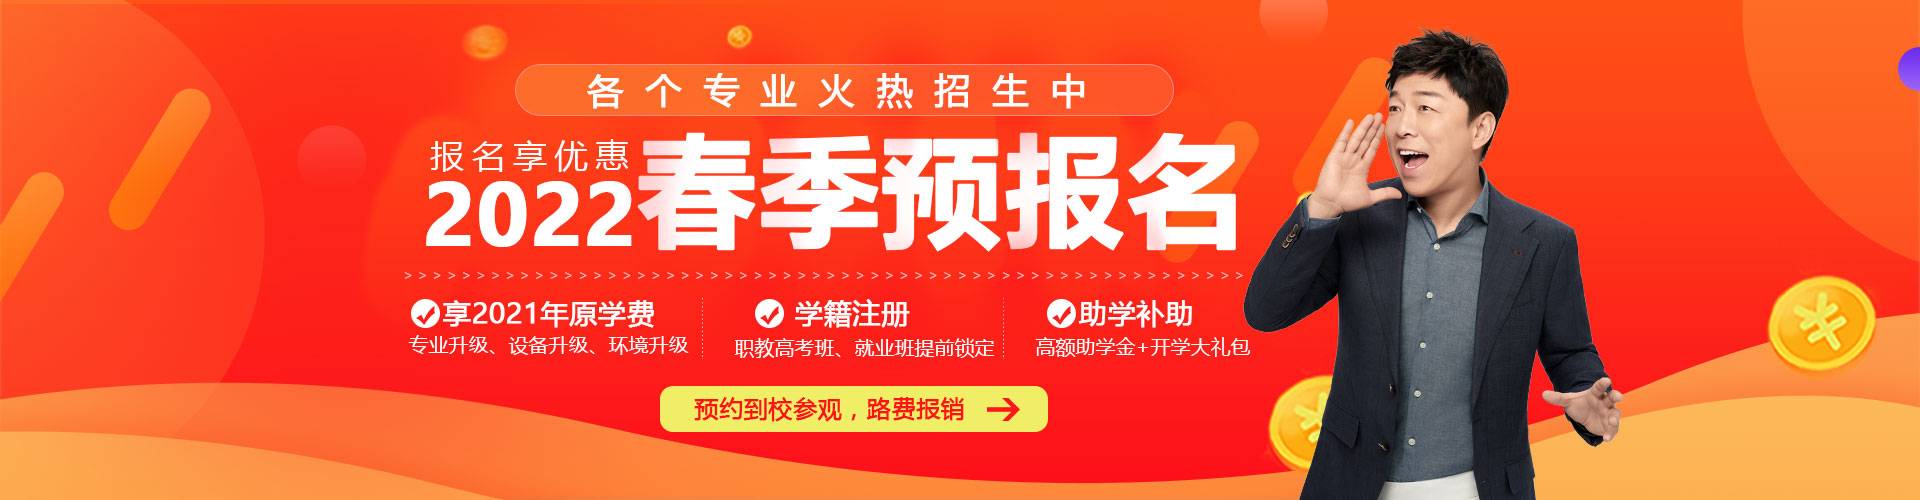 各个专业火热招生中
报名享优惠
2022春季预报名
>>>>>>>>>>>>>>>>>>>>>>>>>>>>>>>>>>>>>>>>>>>>>>>>>>>>>>>>>>
享2021年原学费
专业升级、设备升级、环境升级
学籍注册
职教高考班、就业班提前锁定
助学补助
高额助学金+开学大礼包
预约到校参观，路费报销 →